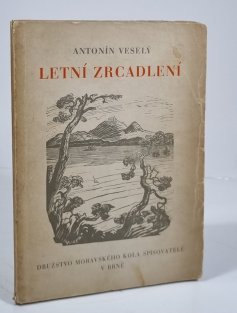 ANTONÍN VESELÝ
LETNÍ ZRCADLENÍ
DRUŽSTVO MORAVSKÉHO KOLA SPISOVATELŮ
V BRNĚ